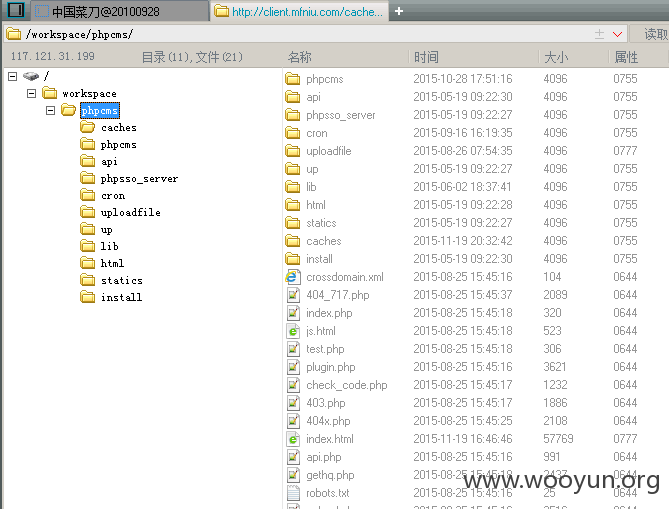 中国菜刀@20100928 http://client.mfniu.com/cache... +
/workspace/phpcms/ 读取
117.121.31.199 目录(11),文件(21) 名称 时间 大小 属性
/
workspace
phpcms
caches
phpcms
api
phpsso_server
cron
uploadfile
up
lib
html
statics
install
phpcms 2015-10-28 17:51:16 4096 0755
api 2015-05-19 09:22:30 4096 0755
phpsso_server 2015-05-19 09:22:27 4096 0755
cron 2015-09-16 16:19:35 4096 0755
uploadfile 2015-08-26 07:54:35 4096 0777
up 2015-05-19 09:22:27 4096 0755
lib 2015-06-02 18:37:41 4096 0755
html 2015-05-19 09:22:28 4096 0755
statics 2015-05-19 09:22:27 4096 0755
caches 2015-11-19 20:32:42 4096 0755
install 2015-05-19 09:22:30 4096 0755
crossdomain.xml 2015-08-25 15:45:16 104 0644
404_717.php 2015-08-25 15:45:37 2089 0644
index.php 2015-08-25 15:45:18 320 0644
js.html 2015-08-25 15:45:18 523 0644
test.php 2015-08-25 15:45:18 306 0644
plugin.php 2015-08-25 15:45:16 3621 0644
check_code.php 2015-08-25 15:45:17 1232 0644
403.php 2015-08-25 15:45:17 1886 0644
404x.php 2015-08-25 15:45:25 2108 0644
index.html 2015-11-19 16:46:46 57769 0777
api.php 2015-08-25 15:45:16 991 0644
gethq.php 2015-08-25 15:45:18 2437 0644
www.wooyun.org
robots.txt 2015-08-25 15:45:16 25 0644